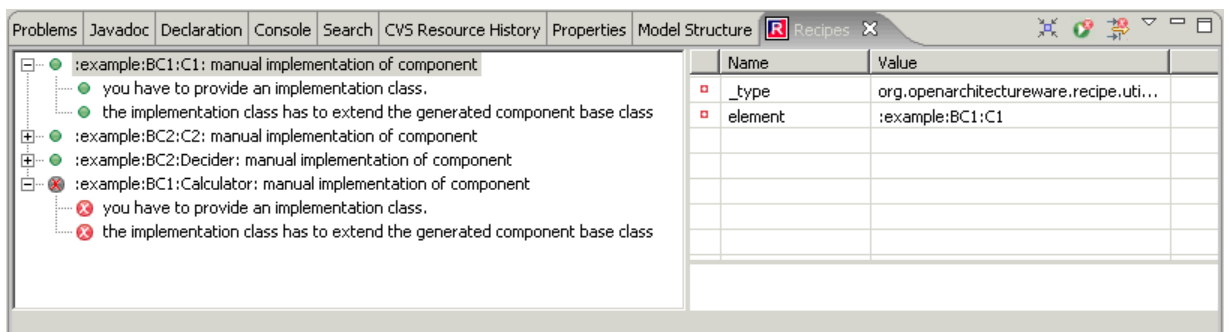 Problems Javadoc Declaration Console Search CVS Resource History Properties Model Structure R Recipes
:example:BC1:C1: manual implementation of component
you have to provide an implementation class.
the implementation class has to extend the generated component base class
:example:BC2:C2: manual implementation of component
:example:BC2:Decider: manual implementation of component
:example:BC1:Calculator: manual implementation of component
you have to provide an implementation class.
the implementation class has to extend the generated component base class
Name Value
_type org.openarchitectureware.recipe.uti...
element :example:BC1:C1